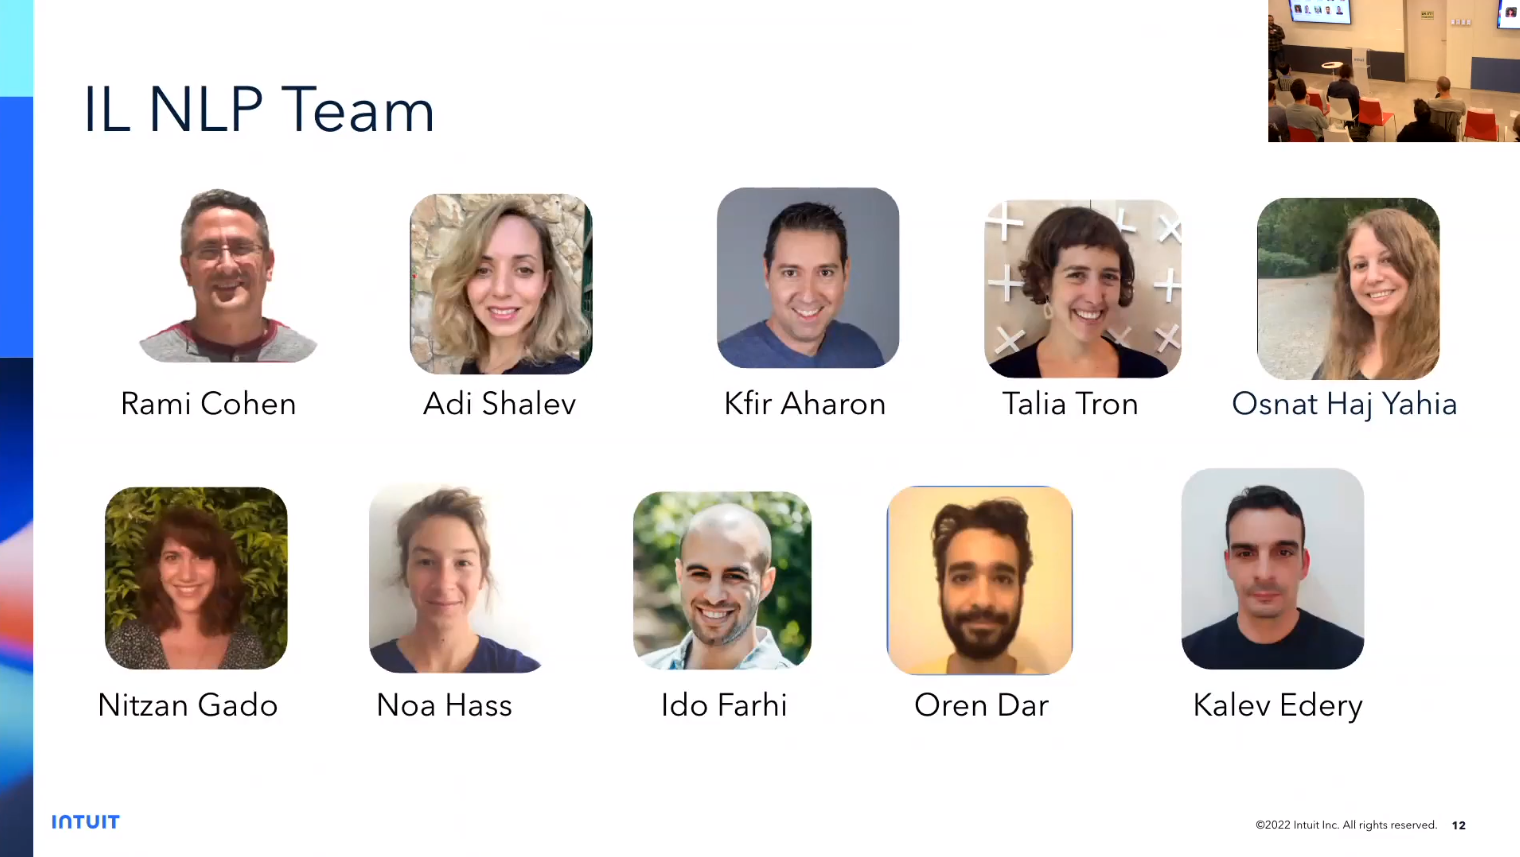 IL NLP Team
Rami Cohen
Adi Shalev
Kfir Aharon
Talia Tron
Osnat Haj Yahia
Nitzan Gado
Noa Hass
Ido Farhi
Oren Dar
Kalev Edery
INTUIT
©2022 Intuit Inc. All rights reserved. 12